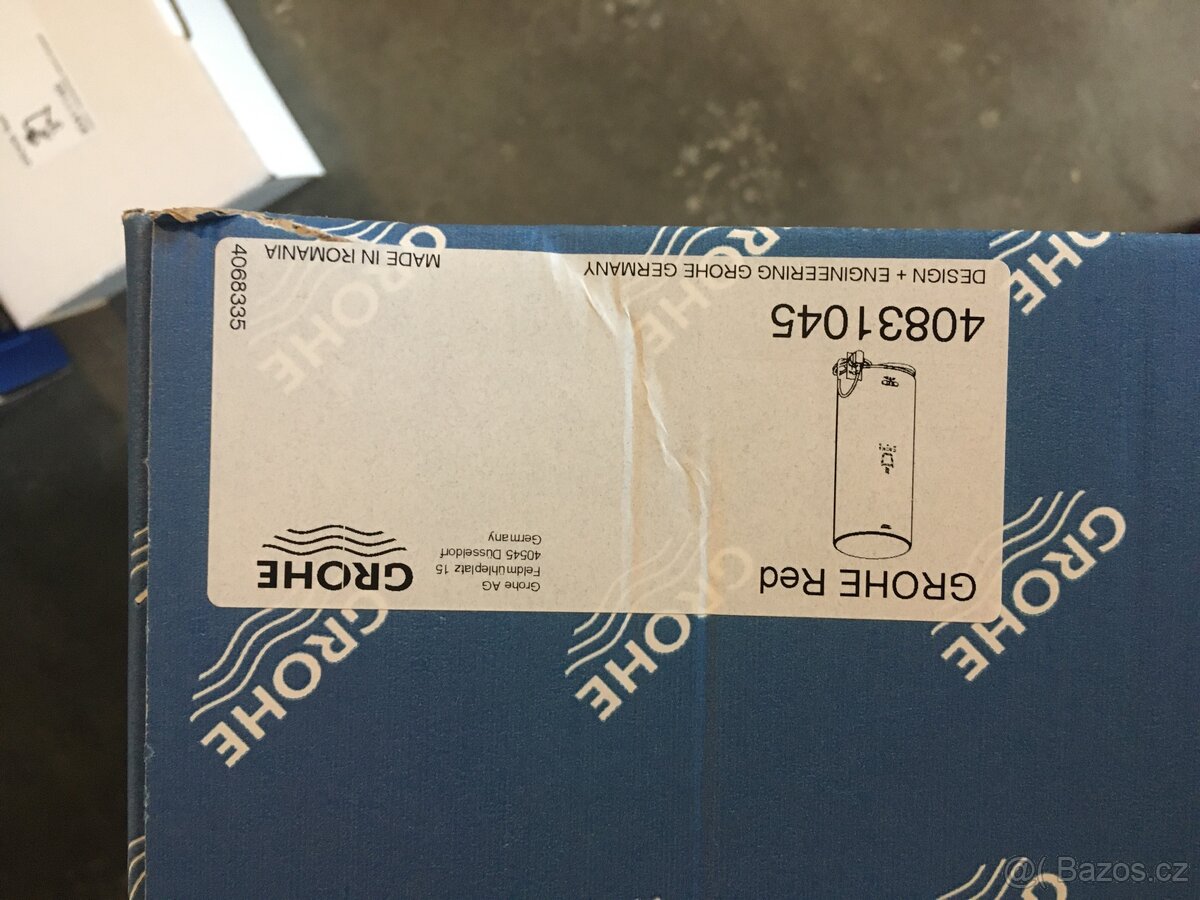 GROHE Red
40831045
DESIGN + ENGINEERING GROHE GERMANY
Grohe AG
Feldmühleplatz 15
40545 Düsseldorf
Germany
GROHE
MADE IN ROMANIA
4068335
GROHE
GROHE
GROHE
GROHE
GROHE
GROHE
@( Bazos.cz